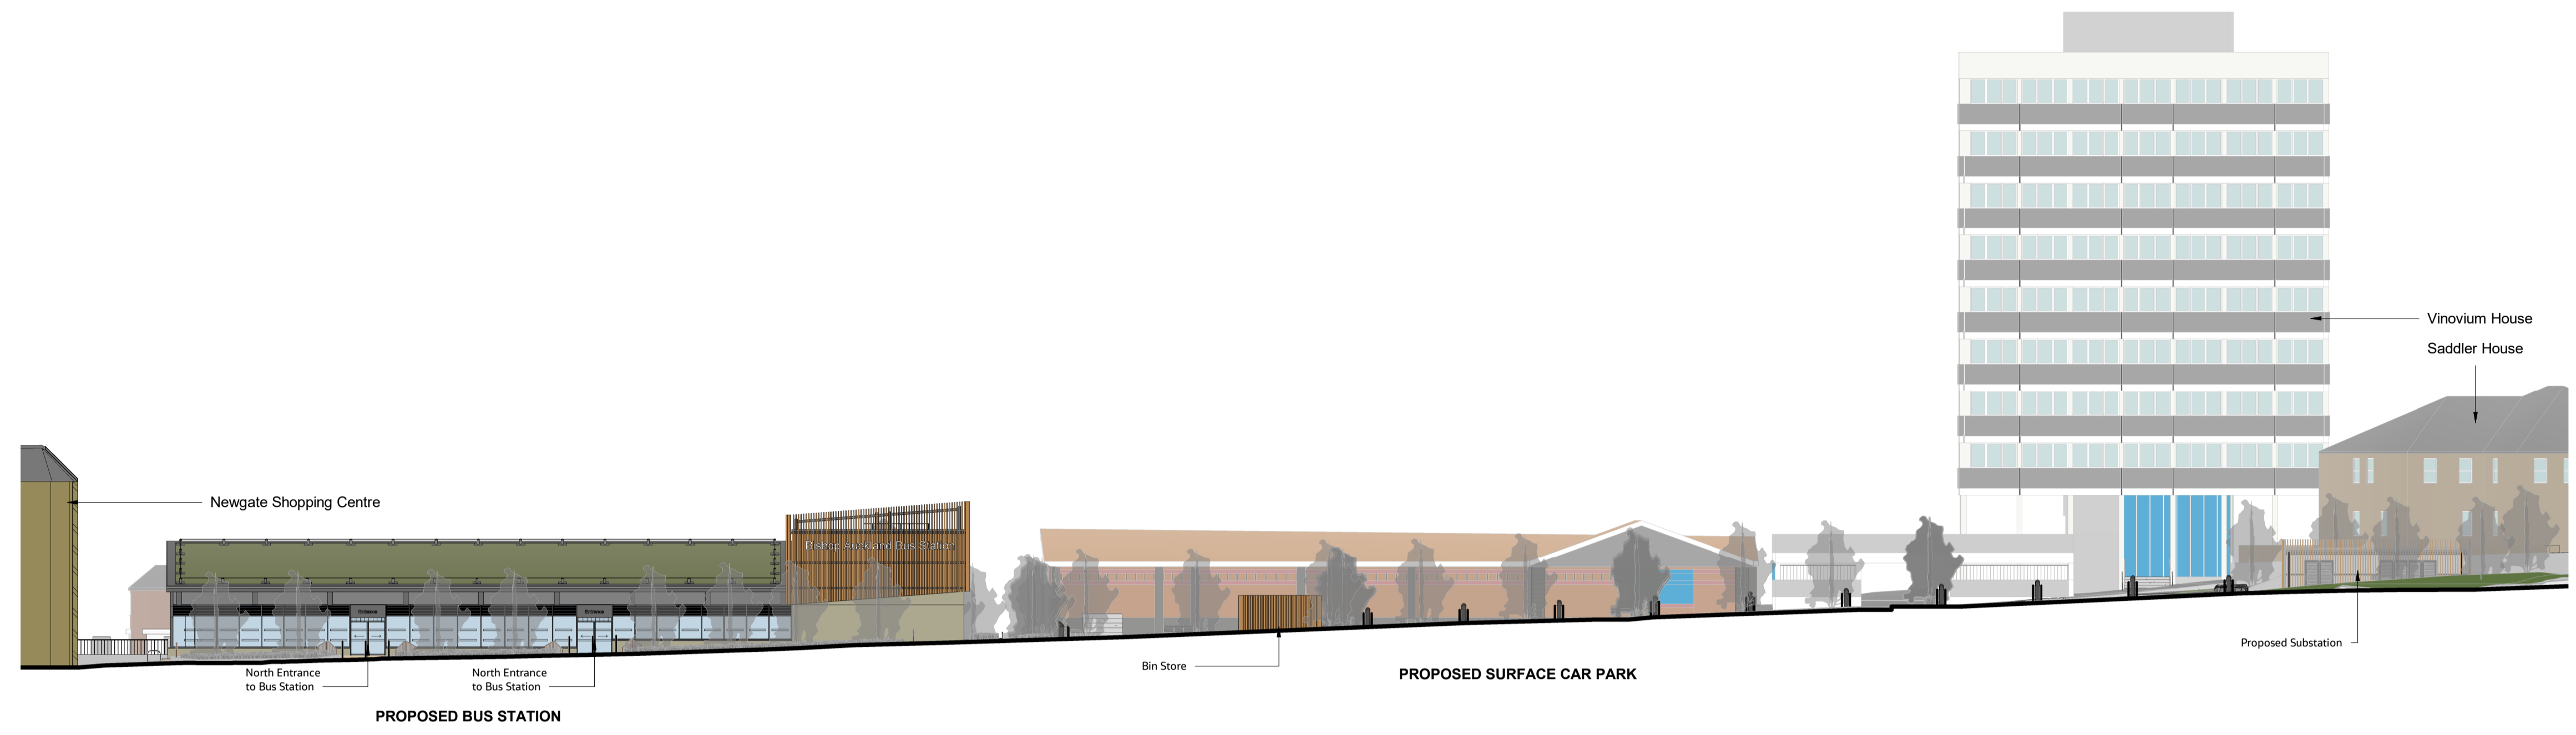 Vinovium House
Saddler House
Newgate Shopping Centre
Bishop Auckland Bus Station
Entrance
Entrance
Proposed Substation
North Entrance
to Bus Station
North Entrance
to Bus Station
Bin Store
PROPOSED SURFACE CAR PARK
PROPOSED BUS STATION